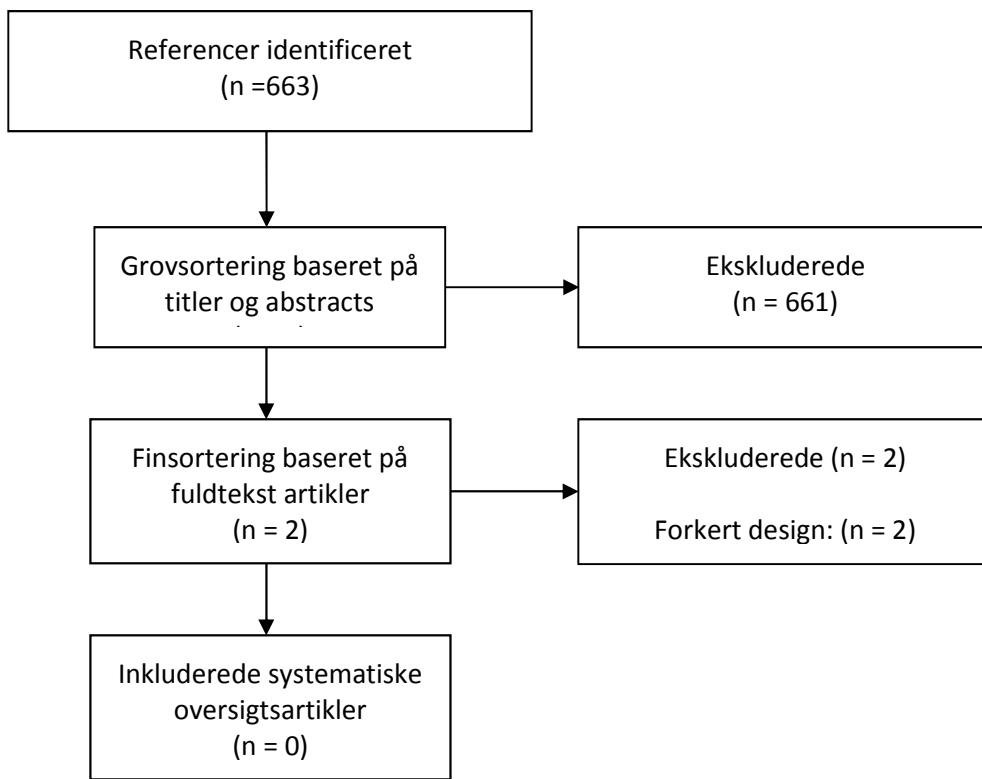 Referencer identificeret
(n =663)
Grovsortering baseret på
titler og abstracts
Ekskluderede
(n = 661)
Finsortering baseret på
fuldtekst artikler
(n = 2)
Ekskluderede (n = 2)
Forkert design: (n = 2)
Inkluderede systematiske
oversigtsartikler
(n = 0)